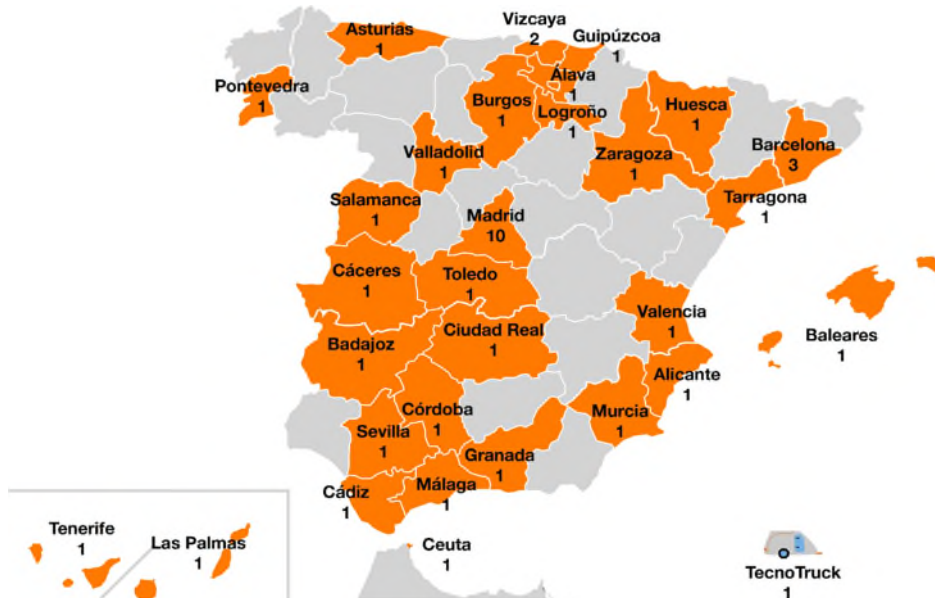 Asturias
1
Vizcaya
2
Guipúzcoa
1
Pontevedra
1
Álava
1
Burgos
1
Logroño
1
Huesca
1
Barcelona
3
Valladolid
1
Zaragoza
1
Tarragona
1
Salamanca
1
Madrid
10
Cáceres
1
Toledo
1
Valencia
1
Baleares
1
Badajoz
1
Ciudad Real
1
Alicante
1
Córdoba
1
Murcia
1
Sevilla
1
Granada
1
Cádiz
1
Málaga
1
Tenerife
1
Las Palmas
1
Ceuta
1
TecnoTruck
1